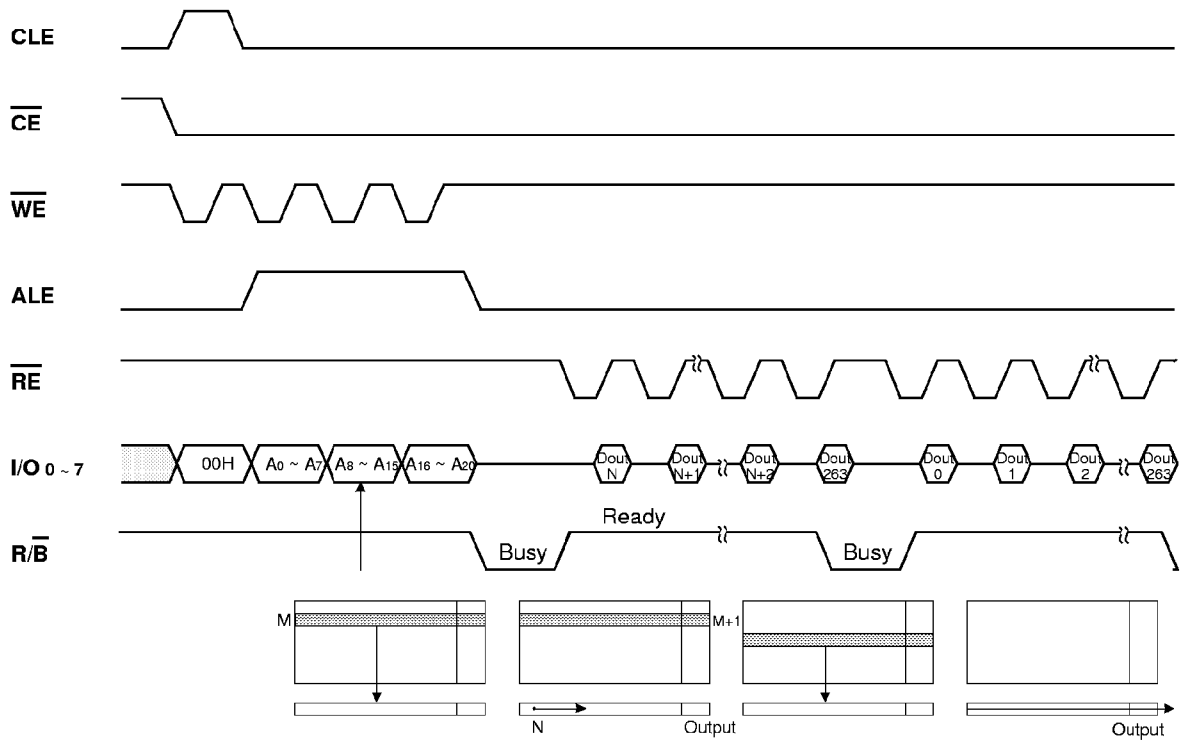 CLE
CE
WE
ALE
RE
I/O 0 ~ 7
00H A0 ~ A7 A8 ~ A15 A16 ~ A20 Dout N Dout N+1 Dout N+2 Dout 263 Dout 0 Dout 1 Dout 2 Dout 263
R/B
Busy Ready Busy
M M+1
N Output Output